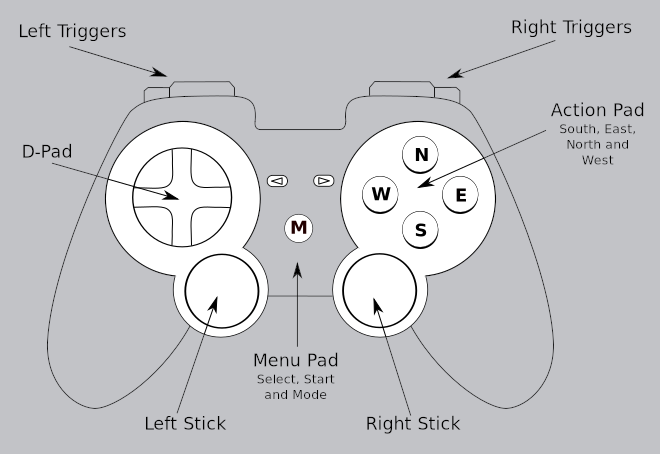 Left Triggers
Right Triggers
Action Pad
South, East,
North and
West
D-Pad
N
W
E
S
M
Menu Pad
Select, Start
and Mode
Left Stick
Right Stick